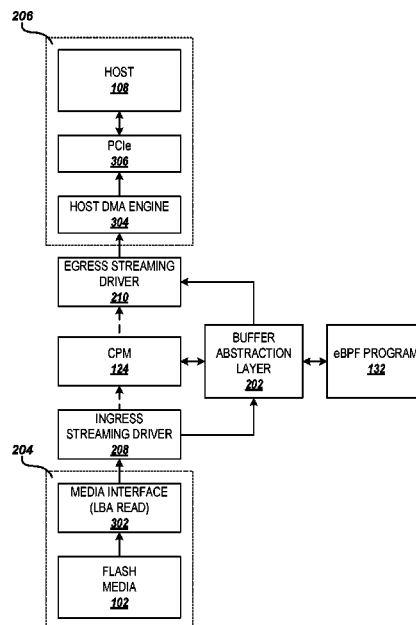 206
HOST
108
PCIe
306
HOST DMA ENGINE
304
EGRESS STREAMING
DRIVER
210
CPM
124
BUFFER
ABSTRACTION
LAYER
202
eBPF PROGRAM
132
INGRESS
STREAMING DRIVER
208
204
MEDIA INTERFACE
(LBA READ)
302
FLASH
MEDIA
102